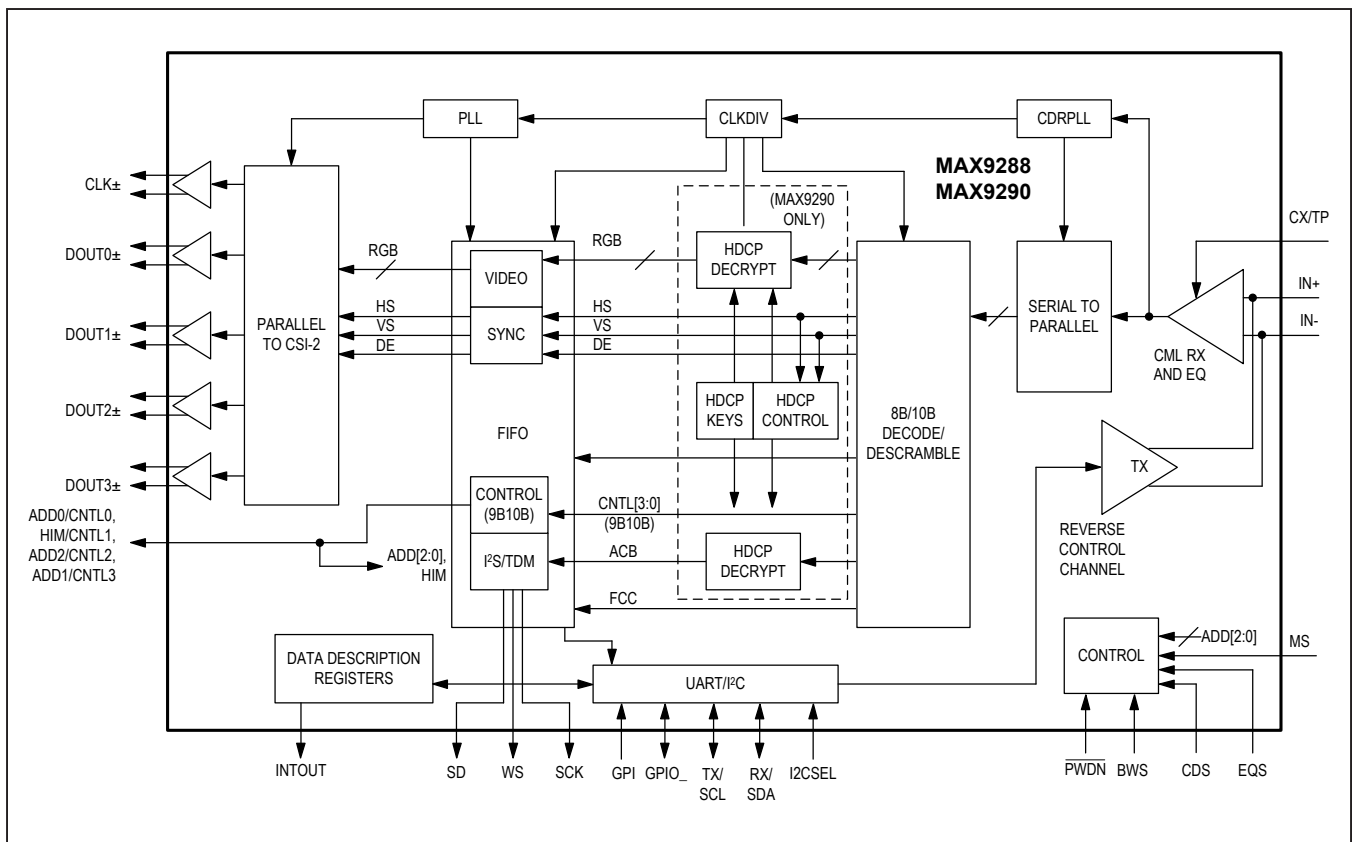 PLL
CLKDIV
CDRPLL
MAX9288
MAX9290
(MAX9290
ONLY)
CLK±
DOUT0±
DOUT1±
DOUT2±
DOUT3±
PARALLEL
TO CSI-2
RGB
HS
VS
DE
VIDEO
SYNC
FIFO
RGB
HS
VS
DE
HDCP
DECRYPT
HDCP
KEYS
HDCP
CONTROL
8B/10B
DECODE/
DESCRAMBLE
SERIAL TO
PARALLEL
CML RX
AND EQ
CX/TP
IN+
IN-
TX
REVERSE
CONTROL
CHANNEL
ADD0/CNTL0,
HIM/CNTL1,
ADD2/CNTL2,
ADD1/CNTL3
ADD[2:0],
HIM
CONTROL
(9B10B)
I²S/TDM
CNTL[3:0]
(9B10B)
ACB
HDCP
DECRYPT
FCC
DATA DESCRIPTION
REGISTERS
UART/I²C
CONTROL
ADD[2:0]
MS
INTOUT
SD
WS
SCK
GPI
GPIO_
TX/
SCL
RX/
SDA
I2CSEL
PWDN
BWS
CDS
EQS